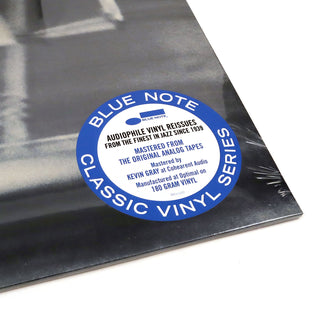 BLUE NOTE
BLUE NOTE
AUDIOPHILE VINYL REISSUES
FROM THE FINEST IN JAZZ SINCE 1939
MASTERED FROM
THE ORIGINAL ANALOG TAPES
Mastered by
KEVIN GRAY at Cohearent Audio
Manufactured at Optimal on
180 GRAM VINYL
CLASSIC VINYL SERIES